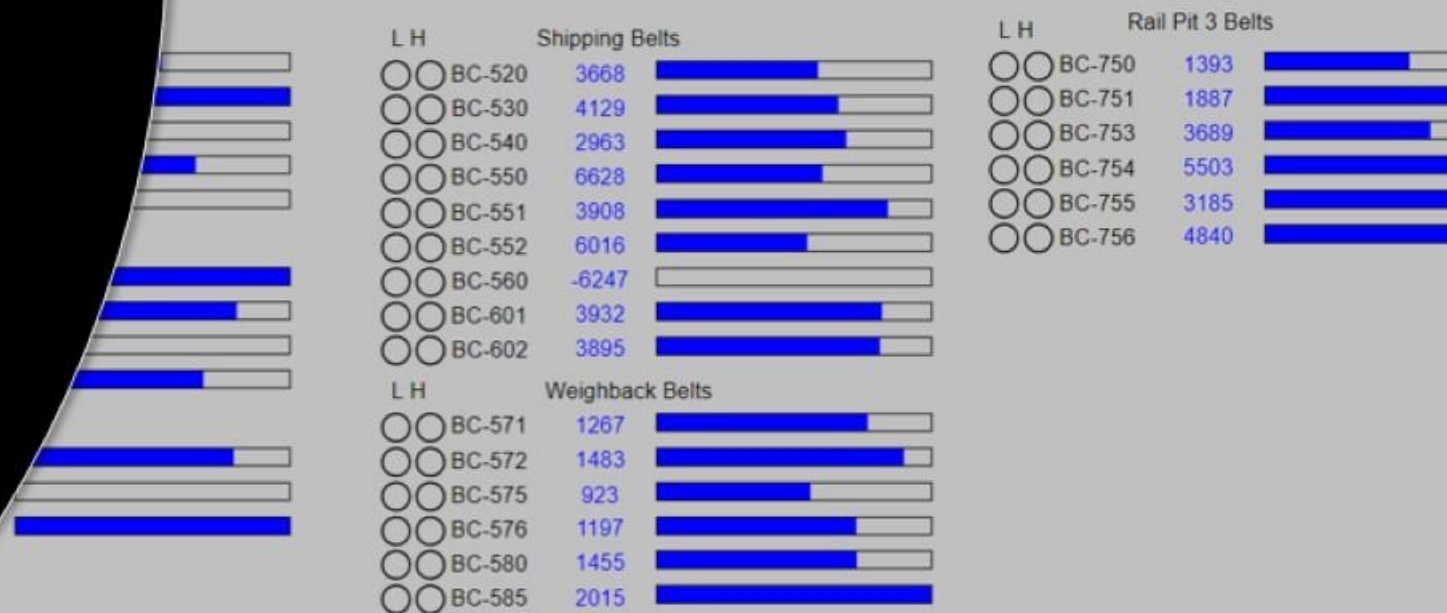 L H Shipping Belts
BC-520 3668
BC-530 4129
BC-540 2963
BC-550 6628
BC-551 3908
BC-552 6016
BC-560 -6247
BC-601 3932
BC-602 3895
L H Weighback Belts
BC-571 1267
BC-572 1483
BC-575 923
BC-576 1197
BC-580 1455
BC-585 2015
L H Rail Pit 3 Belts
BC-750 1393
BC-751 1887
BC-753 3689
BC-754 5503
BC-755 3185
BC-756 4840